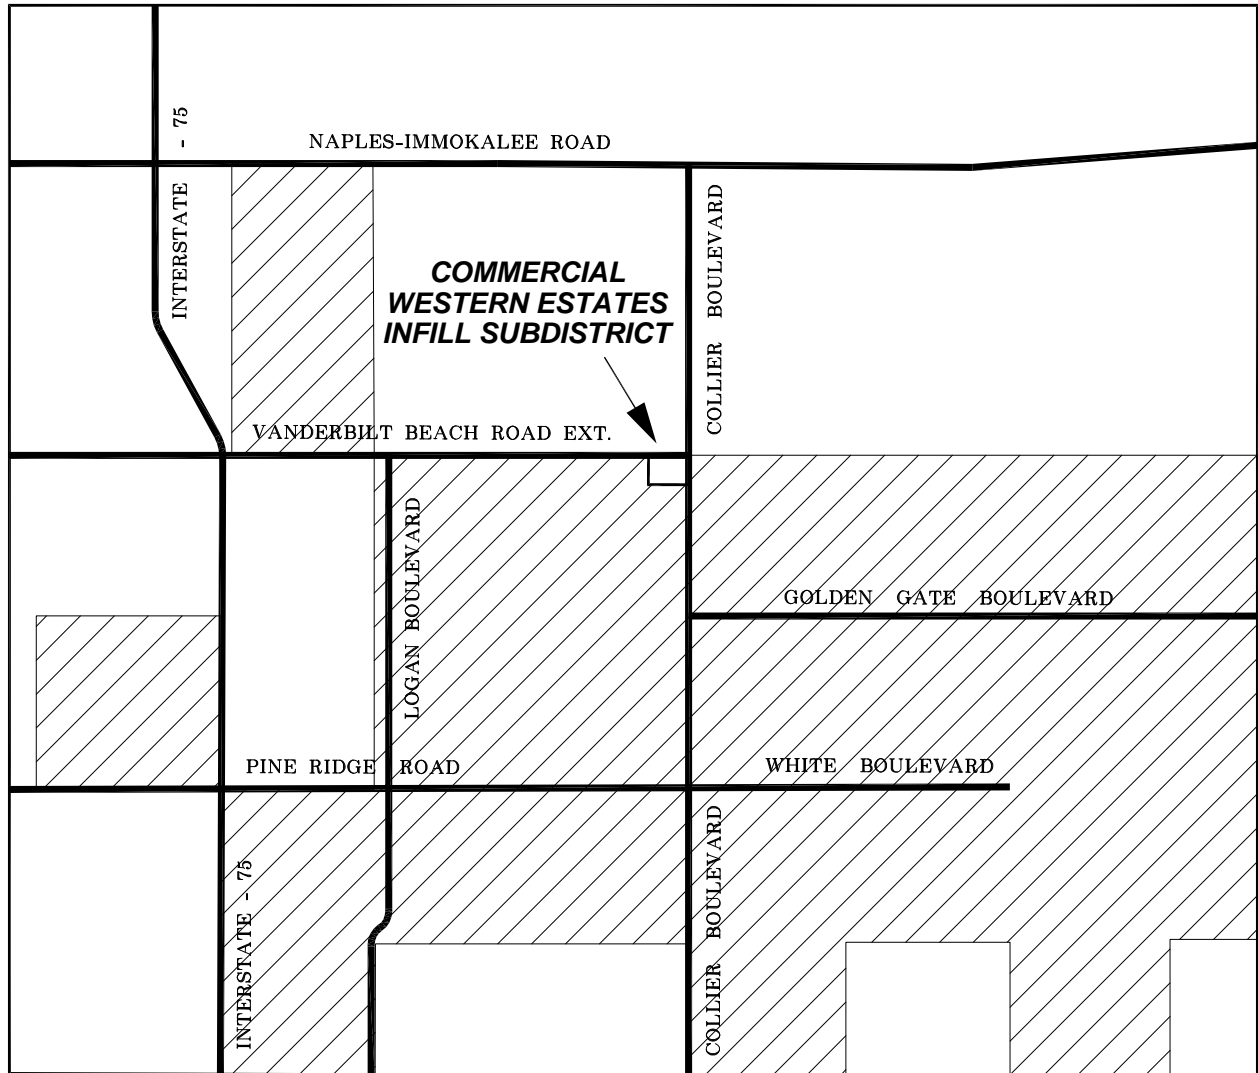 NAPLES-IMMOKALEE ROAD
INTERSTATE - 75
COLLIER BOULEVARD
COMMERCIAL
WESTERN ESTATES
INFILL SUBDISTRICT
VANDERBILT BEACH ROAD EXT.
LOGAN BOULEVARD
GOLDEN GATE BOULEVARD
PINE RIDGE ROAD
WHITE BOULEVARD
INTERSTATE - 75
COLLIER BOULEVARD